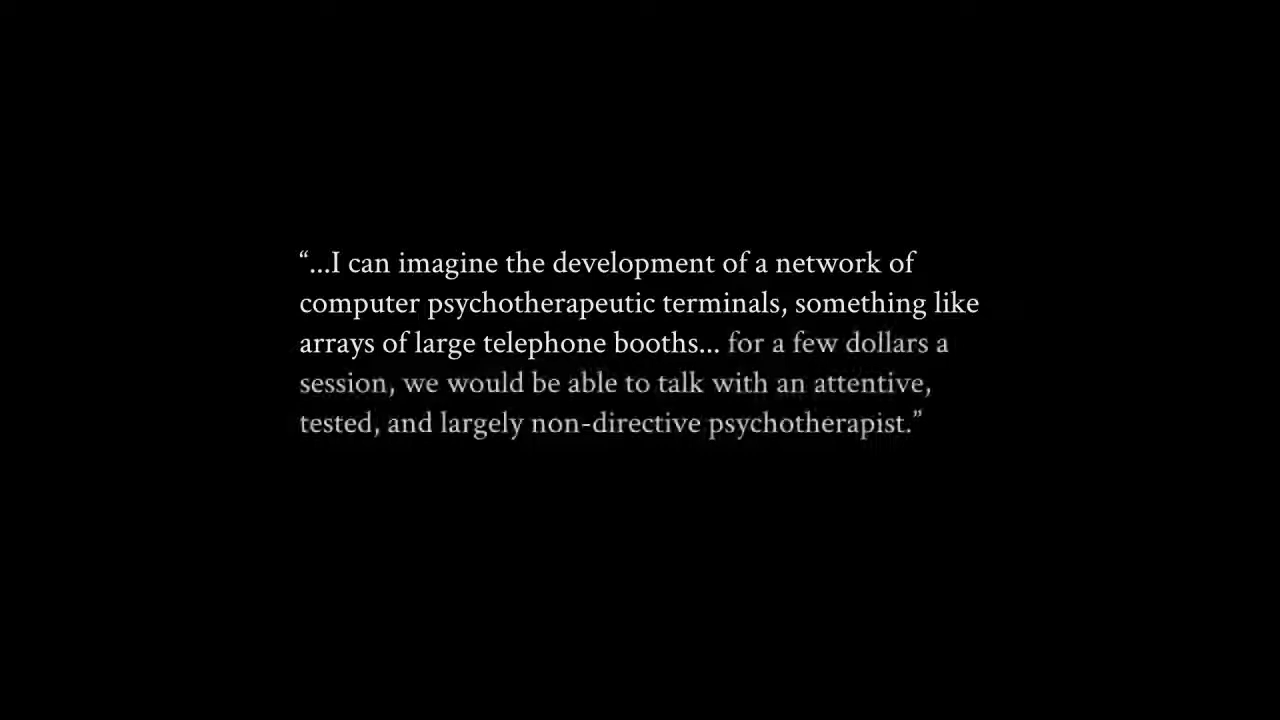 “...I can imagine the development of a network of
computer psychotherapeutic terminals, something like
arrays of large telephone booths... for a few dollars a
session, we would be able to talk with an attentive,
tested, and largely non-directive psychotherapist.”